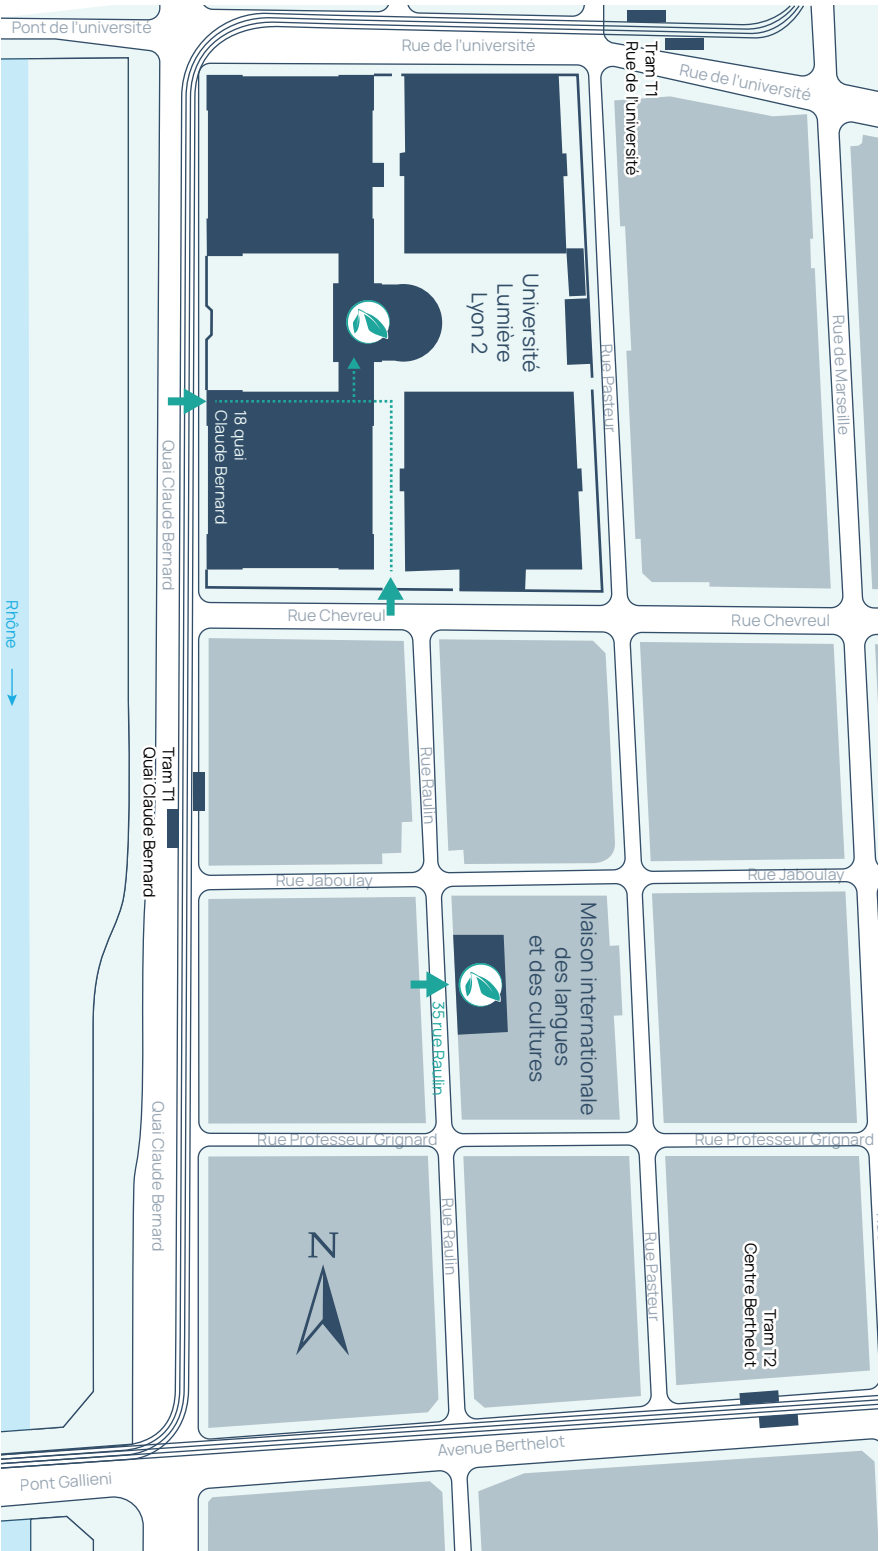 Pont de l'université
Rue de l'université
Tram T1
Rue de l'université
Rue de l'université
Université
Lumière
Lyon 2
Rue Pasteur
Rue de Marseille
18 quai
Claude Bernard
Quai Claude Bernard
Rhône
Rue Chevreul
Rue Chevreul
Tram T1
Quai Claude Bernard
Rue Raulin
Rue Jaboulay
Rue Jaboulay
Maison internationale
des langues
et des cultures
35 rue Raulin
Quai Claude Bernard
Rue Professeur Grignard
Rue Professeur Grignard
Rue Raulin
Rue Pasteur
N
Tram T2
Centre Berthelot
Avenue Berthelot
Pont Gallieni